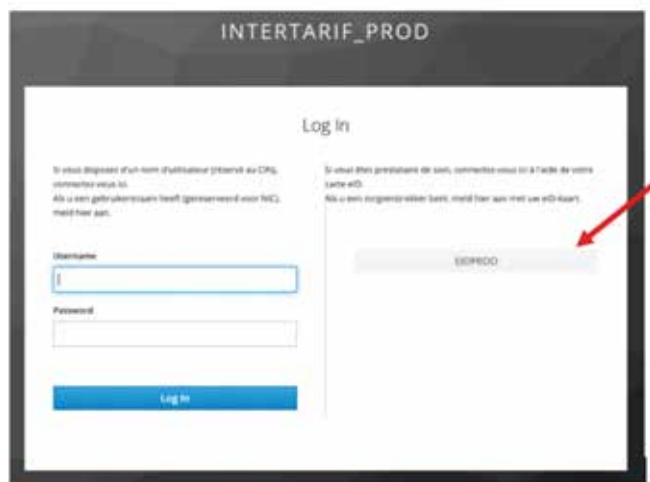 INTERTARIF_PROD
Log In
Si vous disposez d'un nom d'utilisateur (réservé au CIN),
connectez-vous ici.
Als u een gebruikersnaam heeft (gereserveerd voor NIC),
meld hier aan.
Username
Password
Log In
Si vous êtes prestataire de soin, connectez-vous ici à l'aide de votre
carte eID.
Als u een zorgverstrekker bent, meld hier aan met uw eID-kaart.
EIDPROD